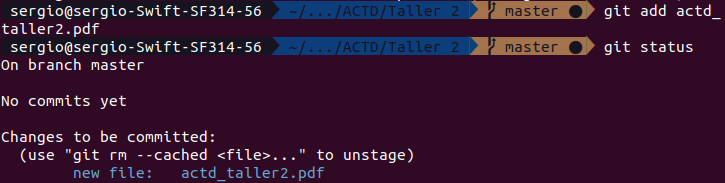 sergio@sergio-Swift-SF314-56 ~/.../ACTD/Taller 2 master ● git add actd_
taller2.pdf
sergio@sergio-Swift-SF314-56 ~/.../ACTD/Taller 2 master ● git status
On branch master
No commits yet
Changes to be committed:
(use "git rm --cached <file>..." to unstage)
new file: actd_taller2.pdf